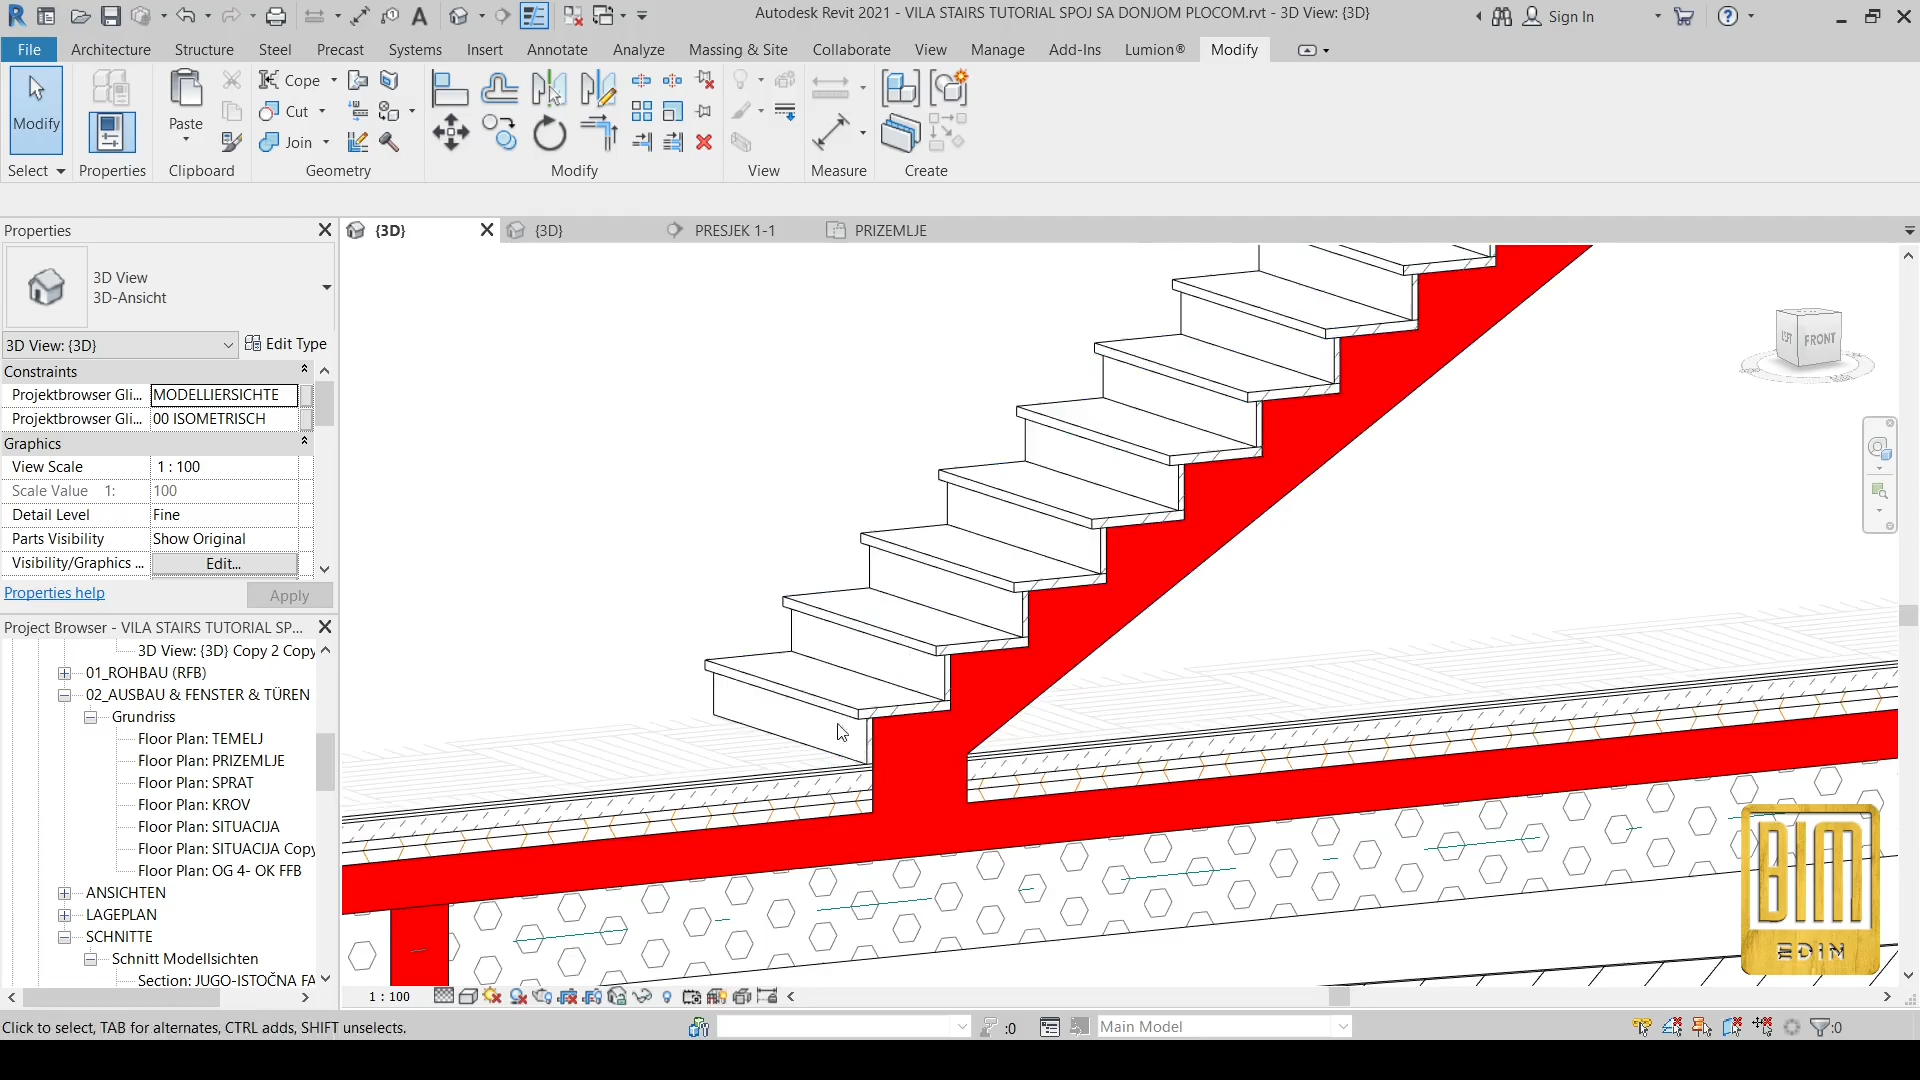 Autodesk Revit 2021 - VILA STAIRS TUTORIAL SPOJ SA DONJOM PLOCOM.rvt - 3D View: {3D}
Sign In
File Architecture Structure Steel Precast Systems Insert Annotate Analyze Massing & Site Collaborate View Manage Add-Ins Lumion® Modify
Modify
Paste
Cope
Cut
Join
Select Properties Clipboard Geometry Modify View Measure Create
Properties
{3D} {3D} PRESJEK 1-1 PRIZEMLJE
3D View
3D-Ansicht
3D View: {3D} Edit Type
Constraints
Projektbrowser Gli... MODELLIERSICHTE
Projektbrowser Gli... 00 ISOMETRISCH
Graphics
View Scale 1 : 100
Scale Value 1: 100
Detail Level Fine
Parts Visibility Show Original
Visibility/Graphics ... Edit...
Properties help Apply
LEFT FRONT
Project Browser - VILA STAIRS TUTORIAL SP...
3D View: {3D} Copy 2 Copy
01_ROHBAU (RFB)
02_AUSBAU & FENSTER & TÜREN
Grundriss
Floor Plan: TEMELJ
Floor Plan: PRIZEMLJE
Floor Plan: SPRAT
Floor Plan: KROV
Floor Plan: SITUACIJA
Floor Plan: SITUACIJA Copy
Floor Plan: OG 4- OK FFB
ANSICHTEN
LAGEPLAN
SCHNITTE
Schnitt Modellsichten
Section: JUGO-ISTOČNA FA
BIM
EDIN
1 : 100
Click to select, TAB for alternates, CTRL adds, SHIFT unselects.
:0
Main Model
:0